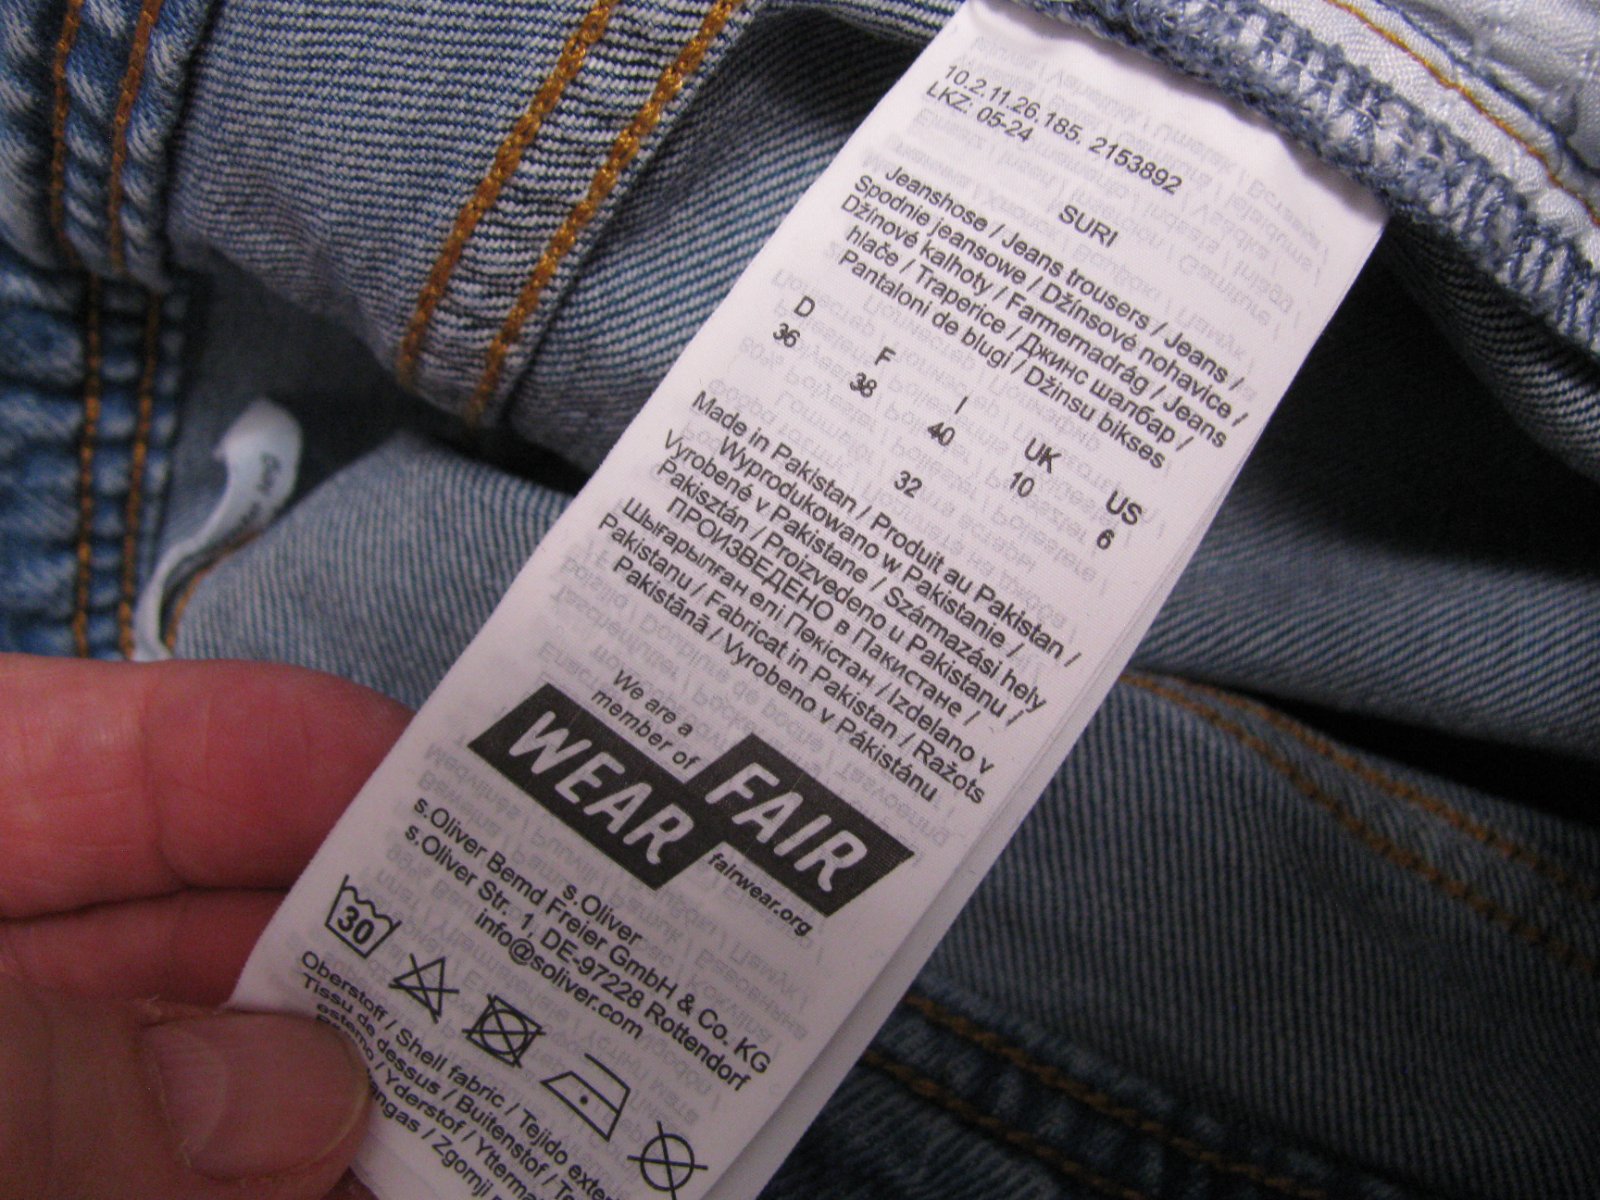 10.2.11.26.185. 2153892
LKZ: 05-24
SURI
Jeanshose / Jeans trousers / Jeans /
Spodnie jeansowe / Džínsové nohavice /
Džínové kalhoty / Farmernadrág / Jeans
hlače / Traperice / Джинс шалбар /
Pantaloni de blugi / Džinsu bikses
D F I UK US
36 38 40 10 6
32
Made in Pakistan / Produit au Pakistan /
Wyprodukowano w Pakistanie /
Vyrobené v Pakistane / Származási hely
Pakisztán / Proizvedeno u Pakistanu /
ПРОИЗВЕДЕНО в Пакистане /
Шығарылған елі Пәкістан / Izdelano v
Pakistanu / Fabricat in Pakistan / Ražots
Pakistānā / Vyrobeno v Pákistánu
We are a
member of
FAIR
WEAR
fairwear.org
s.Oliver
s.Oliver Bernd Freier GmbH & Co. KG
s.Oliver Str. 1, DE-97228 Rottendorf
info@soliver.com
30
Oberstoff / Shell fabric / Tejido
Tissu de dessus / Buitenstof /
esterno / Yderstof /
/ Zgornji